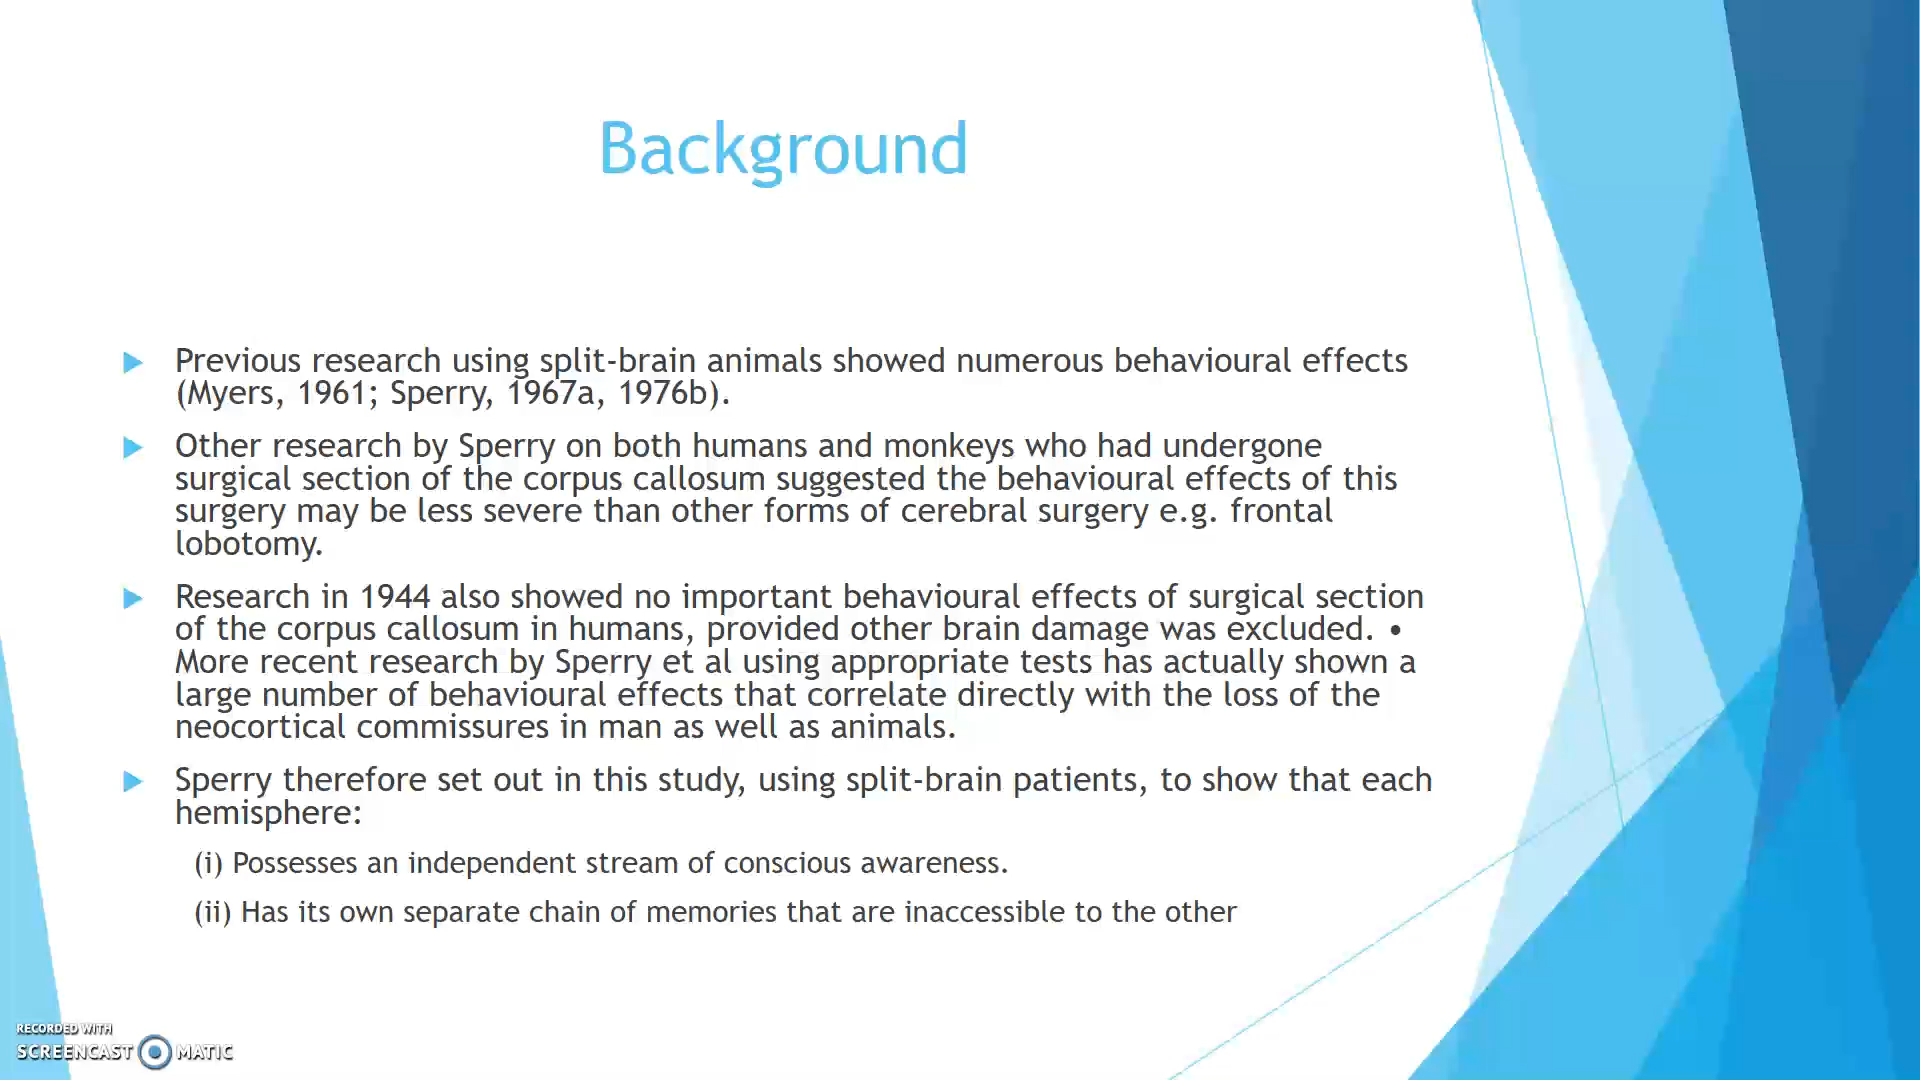 Background
Previous research using split-brain animals showed numerous behavioural effects
(Myers, 1961; Sperry, 1967a, 1976b).
Other research by Sperry on both humans and monkeys who had undergone
surgical section of the corpus callosum suggested the behavioural effects of this
surgery may be less severe than other forms of cerebral surgery e.g. frontal
lobotomy.
Research in 1944 also showed no important behavioural effects of surgical section
of the corpus callosum in humans, provided other brain damage was excluded. •
More recent research by Sperry et al using appropriate tests has actually shown a
large number of behavioural effects that correlate directly with the loss of the
neocortical commissures in man as well as animals.
Sperry therefore set out in this study, using split-brain patients, to show that each
hemisphere:
(i) Possesses an independent stream of conscious awareness.
(ii) Has its own separate chain of memories that are inaccessible to the other
RECORDED WITH
SCREENCAST MATIC